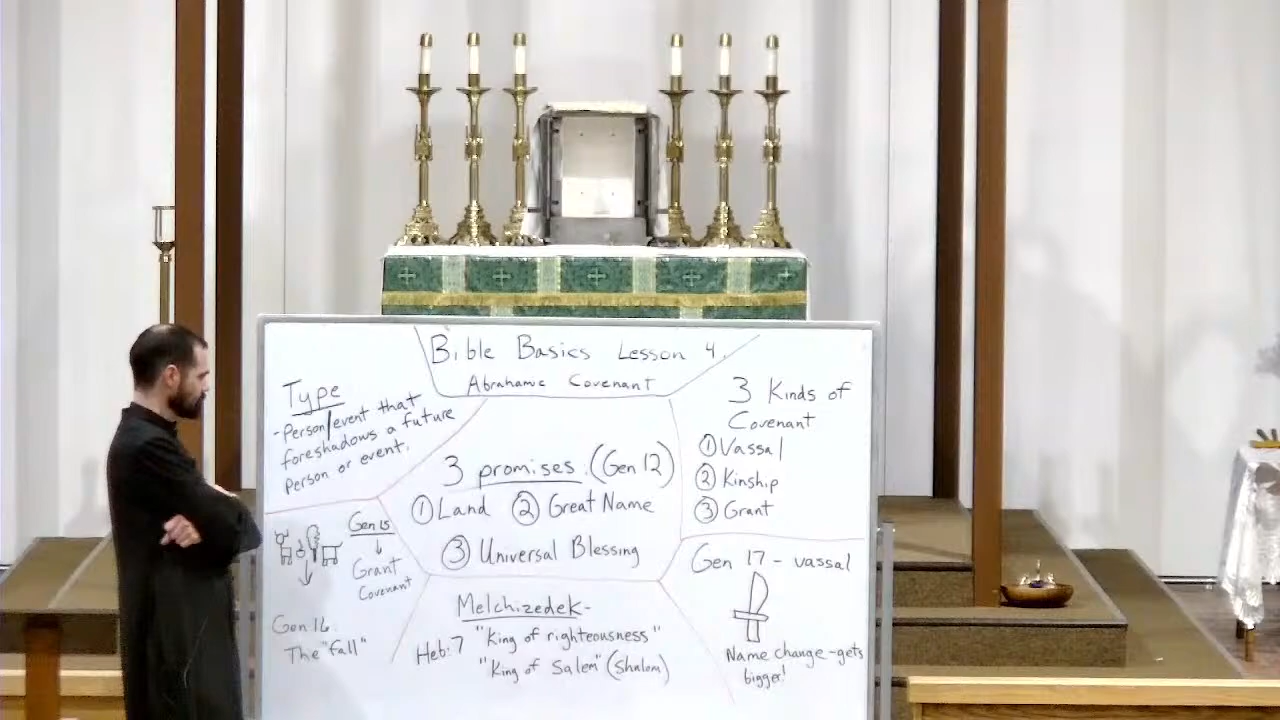 Bible Basics Lesson 4.
Abrahamic Covenant
Type
- Person/event that
foreshadows a future
person or event.
3 promises. (Gen 12)
① Land ② Great Name
③ Universal Blessing
3 Kinds of
Covenant
① Vassal
② Kinship
③ Grant
Gen 15
↓
Grant
Covenant
Gen 16
The "fall"
Melchizedek-
Heb: 7 "King of righteousness"
"King of Salem" (Shalom)
Gen 17 - vassal
Name change - gets
bigger!